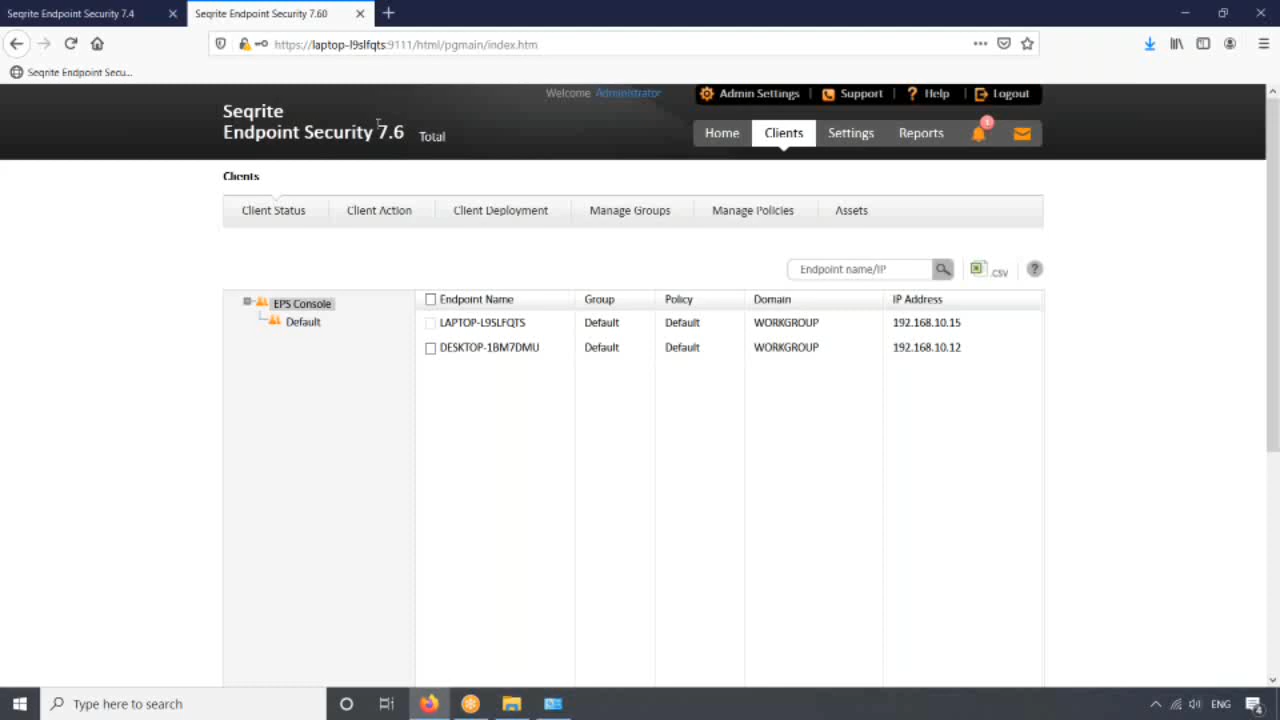 Seqrite Endpoint Security 7.4
Seqrite Endpoint Security 7.60
https://laptop-l9slfqts:9111/html/pgmain/index.htm
Seqrite Endpoint Secu...
Welcome Administrator
Admin Settings
Support
Help
Logout
Seqrite
Endpoint Security 7.6 Total
Home
Clients
Settings
Reports
1
Clients
Client Status
Client Action
Client Deployment
Manage Groups
Manage Policies
Assets
Endpoint name/IP
.csv
?
EPS Console
Default
Endpoint Name Group Policy Domain IP Address
LAPTOP-L9SLFQTS Default Default WORKGROUP 192.168.10.15
DESKTOP-1BM7DMU Default Default WORKGROUP 192.168.10.12
Type here to search
ENG
4